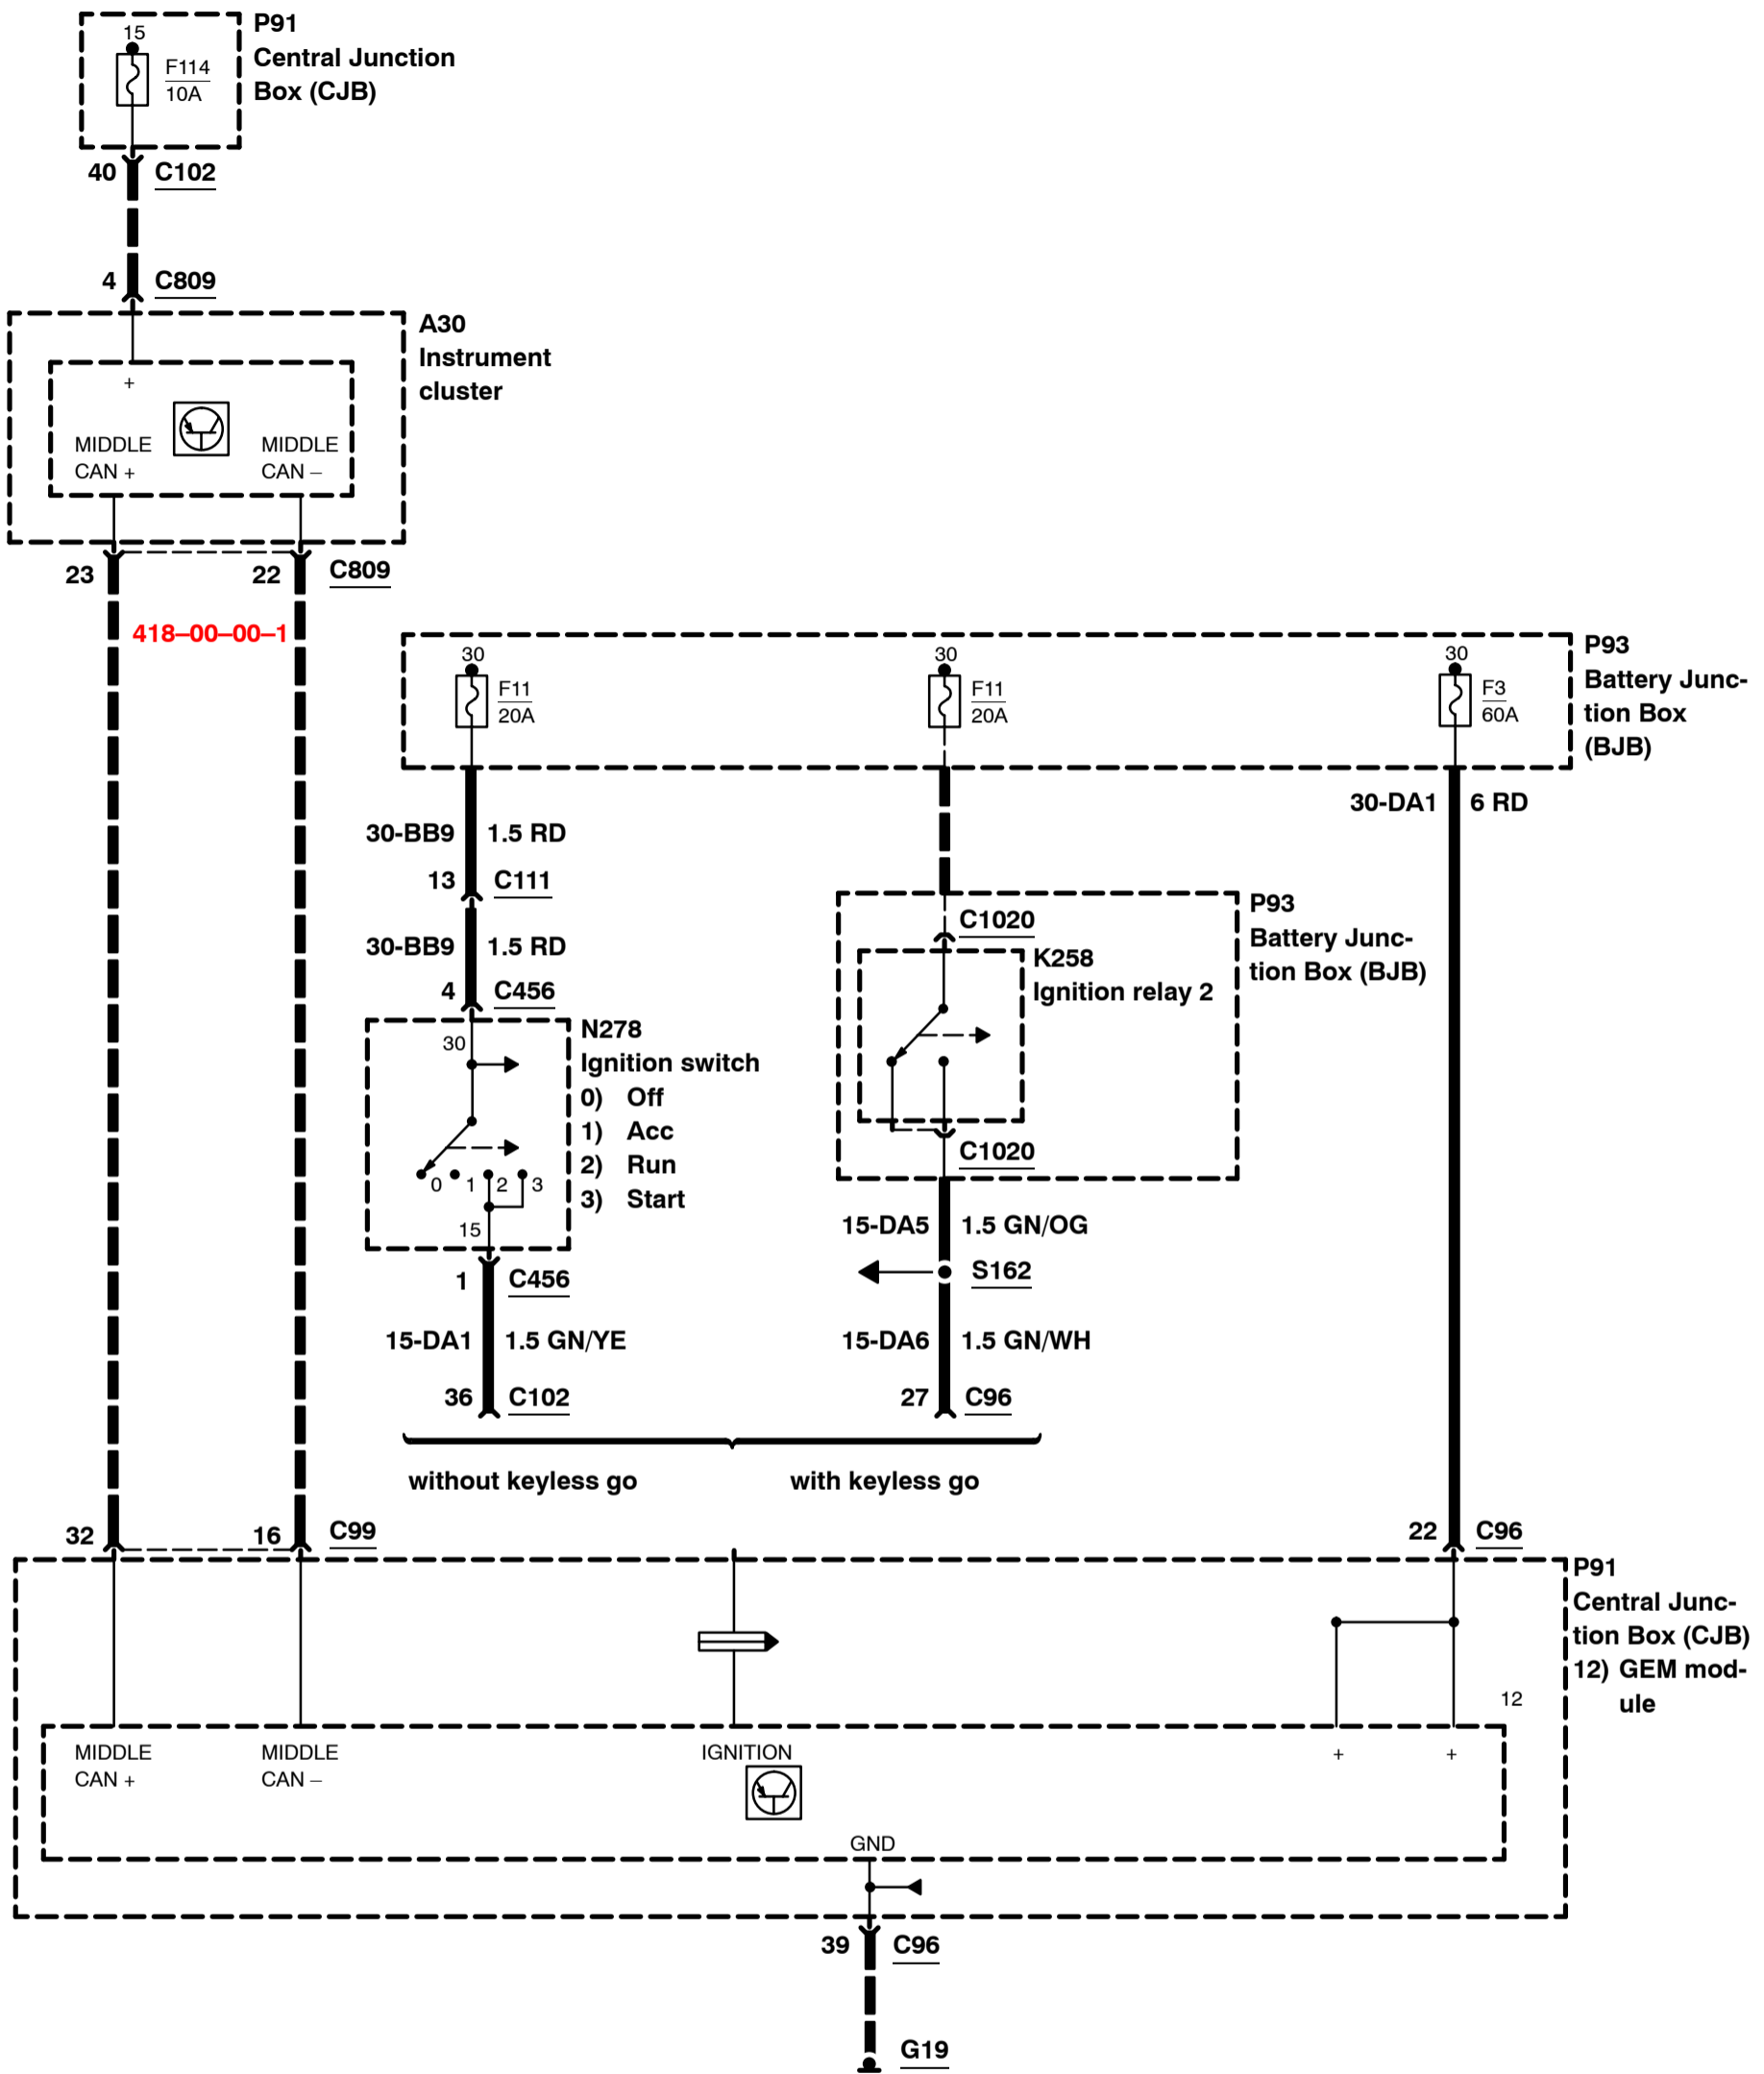 15
F114
10A
P91
Central Junction
Box (CJB)
40 C102
4 C809
A30
Instrument
cluster
+
MIDDLE
CAN +
MIDDLE
CAN –
23 22 C809
418–00–00–1
30
F11
20A
30
F11
20A
30
F3
60A
P93
Battery Junc-
tion Box
(BJB)
30-DA1 6 RD
30-BB9 1.5 RD
13 C111
30-BB9 1.5 RD
4 C456
30
0 1 2 3
15
N278
Ignition switch
0) Off
1) Acc
2) Run
3) Start
1 C456
15-DA1 1.5 GN/YE
36 C102
C1020
K258
Ignition relay 2
C1020
P93
Battery Junc-
tion Box (BJB)
15-DA5 1.5 GN/OG
S162
15-DA6 1.5 GN/WH
27 C96
without keyless go
with keyless go
32 16 C99
22 C96
P91
Central Junc-
tion Box (CJB)
12) GEM mod-
ule
12
MIDDLE
CAN +
MIDDLE
CAN –
IGNITION
+ +
GND
39 C96
G19